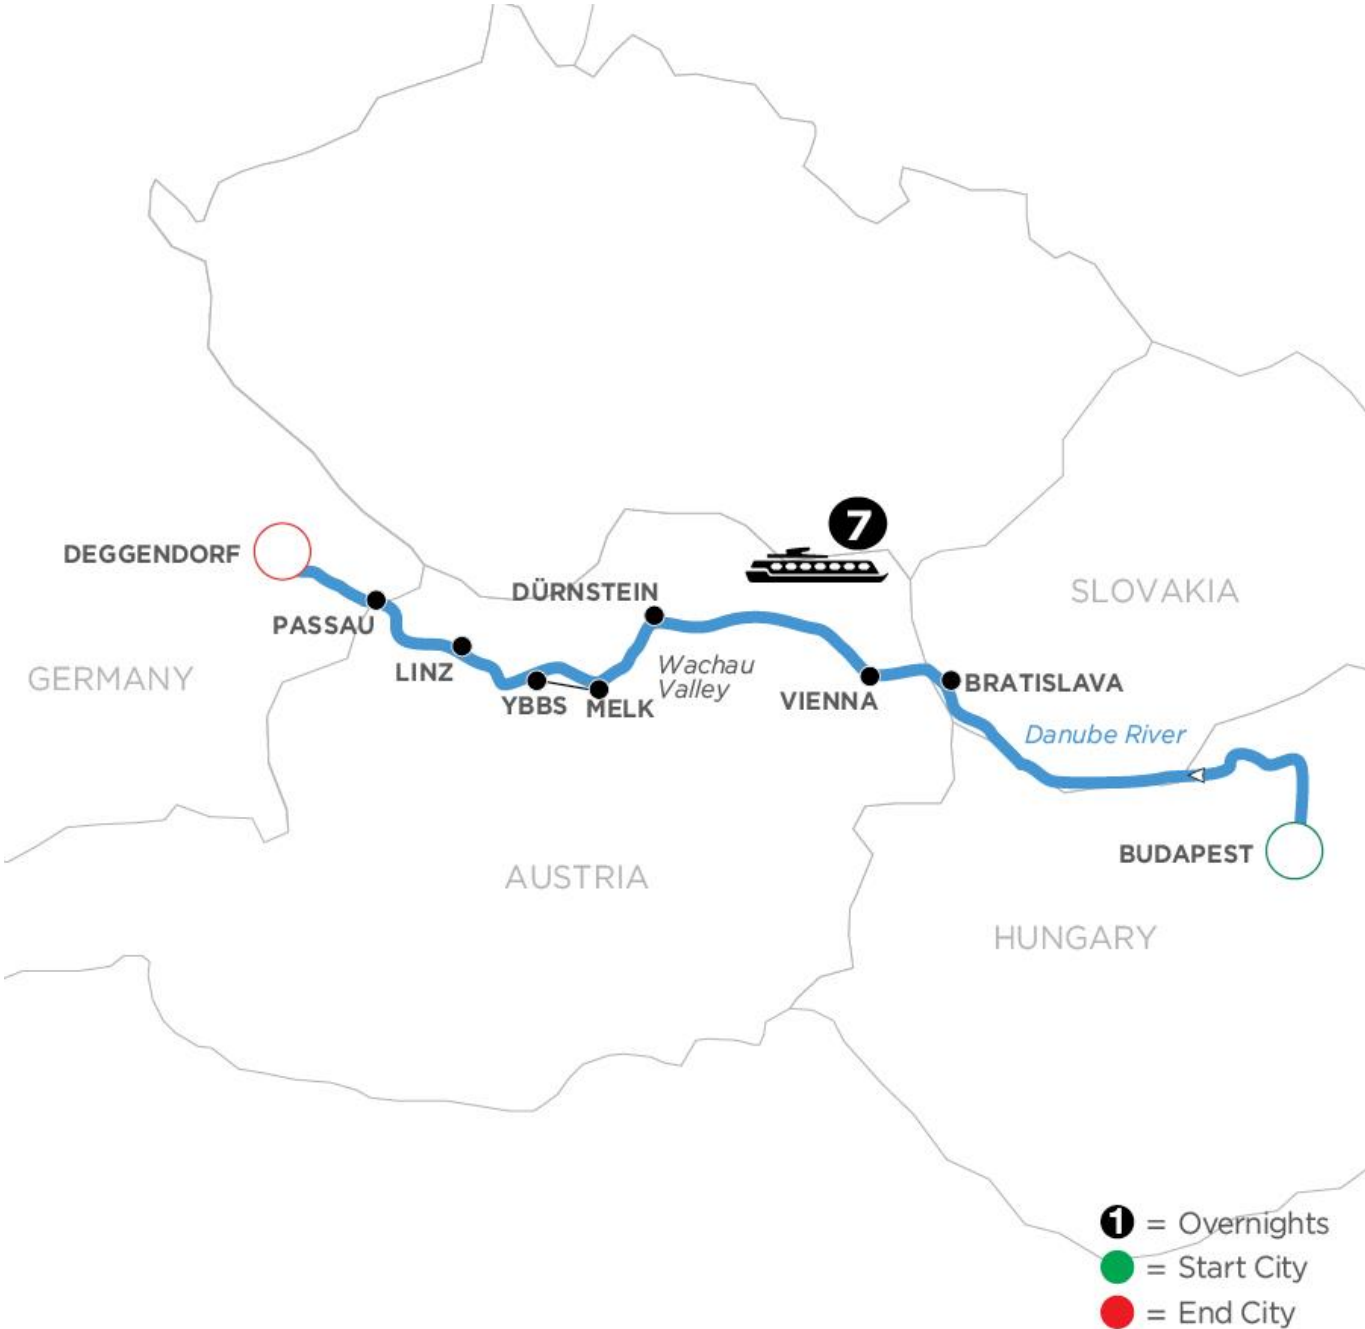 7
DEGGENDORF
DÜRNSTEIN
SLOVAKIA
PASSAU
LINZ
GERMANY
Wachau
Valley
YBBS
MELK
VIENNA
BRATISLAVA
Danube River
BUDAPEST
AUSTRIA
HUNGARY
1 = Overnights
= Start City
= End City